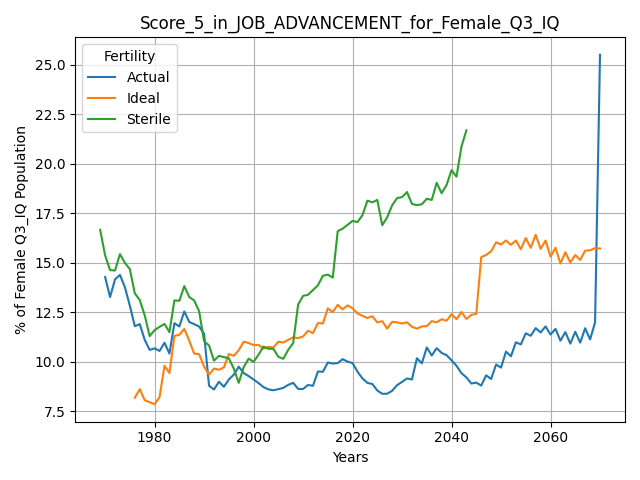 Score_5_in_JOB_ADVANCEMENT_for_Female_Q3_IQ
Fertility
Actual
Ideal
Sterile
% of Female Q3_IQ Population
25.0
22.5
20.0
17.5
15.0
12.5
10.0
7.5
1980
2000
2020
2040
2060
Years